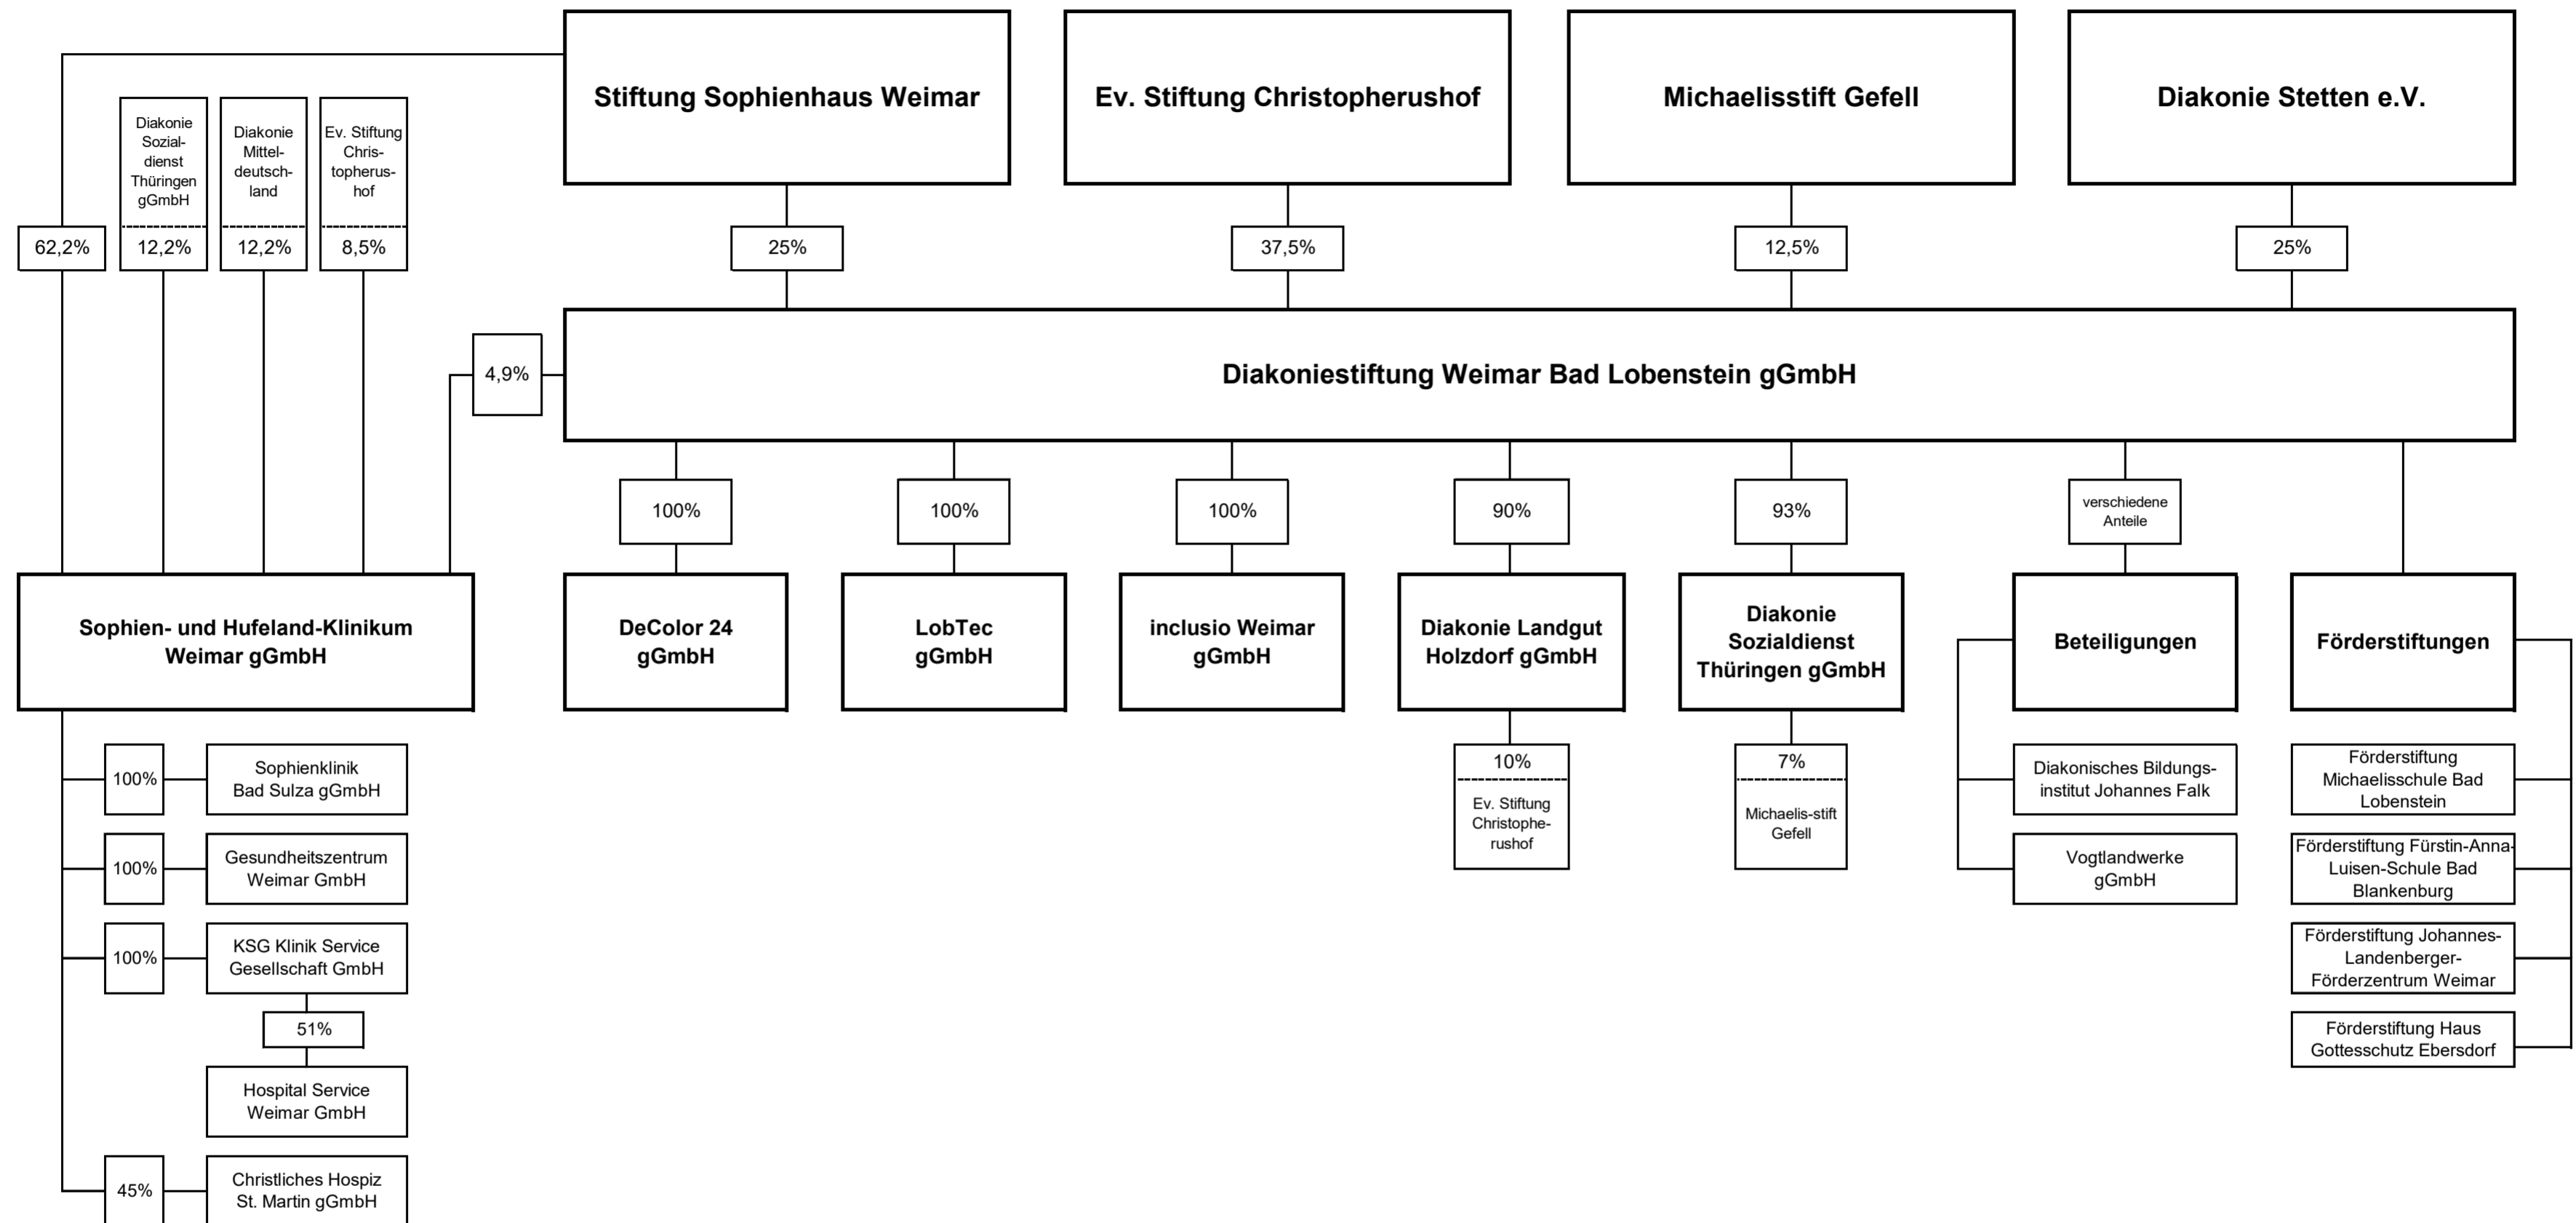 Stiftung Sophienhaus Weimar
Ev. Stiftung Christopherushof
Michaelisstift Gefell
Diakonie Stetten e.V.
Diakonie
Sozial-
dienst
Thüringen
gGmbH
Diakonie
Mittel-
deutsch-
land
Ev. Stiftung
Chris-
topherus-
hof
62,2%
12,2%
12,2%
8,5%
25%
37,5%
12,5%
25%
4,9%
Diakoniestiftung Weimar Bad Lobenstein gGmbH
100%
100%
100%
90%
93%
verschiedene
Anteile
Sophien- und Hufeland-Klinikum
Weimar gGmbH
DeColor 24
gGmbH
LobTec
gGmbH
inclusio Weimar
gGmbH
Diakonie Landgut
Holzdorf gGmbH
Diakonie
Sozialdienst
Thüringen gGmbH
Beteiligungen
Förderstiftungen
100%
Sophienklinik
Bad Sulza gGmbH
100%
Gesundheitszentrum
Weimar GmbH
100%
KSG Klinik Service
Gesellschaft GmbH
51%
Hospital Service
Weimar GmbH
45%
Christliches Hospiz
St. Martin gGmbH
10%
Ev. Stiftung
Christophe-
rushof
7%
Michaelis-stift
Gefell
Diakonisches Bildungs-
institut Johannes Falk
Vogtlandwerke
gGmbH
Förderstiftung
Michaelisschule Bad
Lobenstein
Förderstiftung Fürstin-Anna-
Luisen-Schule Bad
Blankenburg
Förderstiftung Johannes-
Landenberger-
Förderzentrum Weimar
Förderstiftung Haus
Gottesschutz Ebersdorf